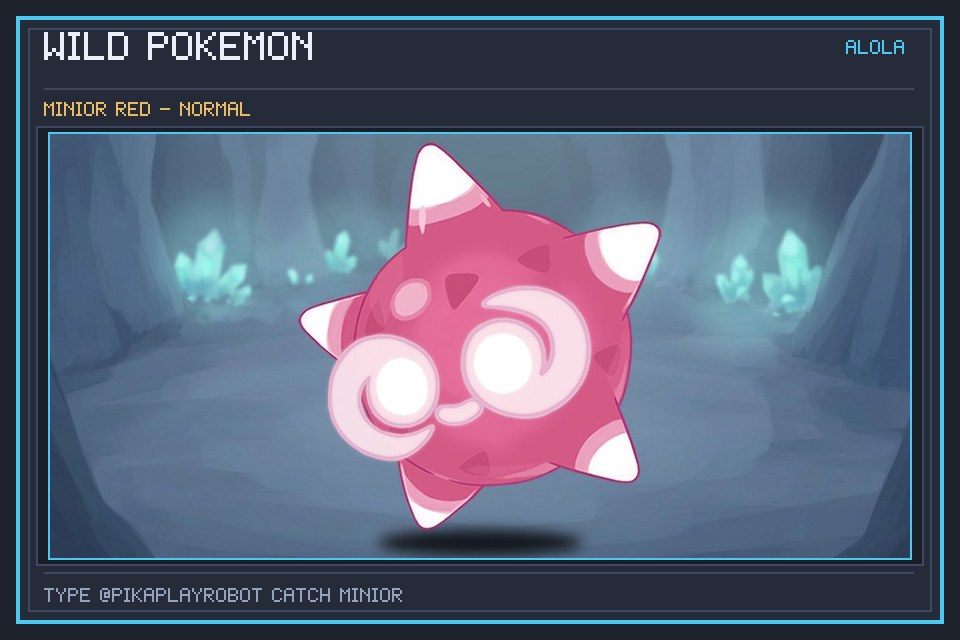 WILD POKEMON
ALOLA
MINIOR RED - NORMAL
TYPE @PIKAPLAYROBOT CATCH MINIOR